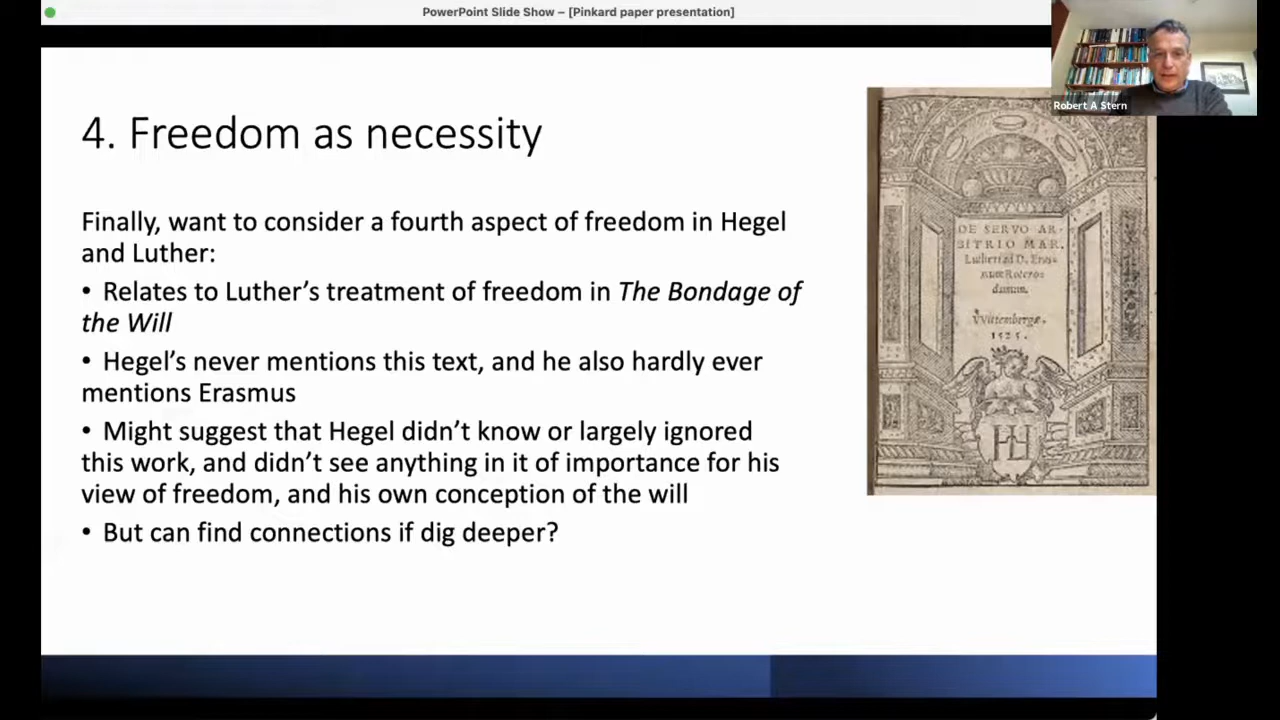 PowerPoint Slide Show – [Pinkard paper presentation]
Robert A Stern
4. Freedom as necessity
Finally, want to consider a fourth aspect of freedom in Hegel
and Luther:
• Relates to Luther’s treatment of freedom in The Bondage of
the Will
• Hegel’s never mentions this text, and he also hardly ever
mentions Erasmus
• Might suggest that Hegel didn’t know or largely ignored
this work, and didn’t see anything in it of importance for his
view of freedom, and his own conception of the will
• But can find connections if dig deeper?
DE SERVO AR-
BITRIO MAR.
Lutheri ad D. Eras-
mum Rotero-
damum.
Wittembergæ.
1525.